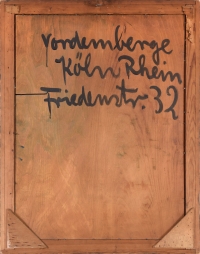 Vordemberge
Köln Rhein
Friedenstr. 32